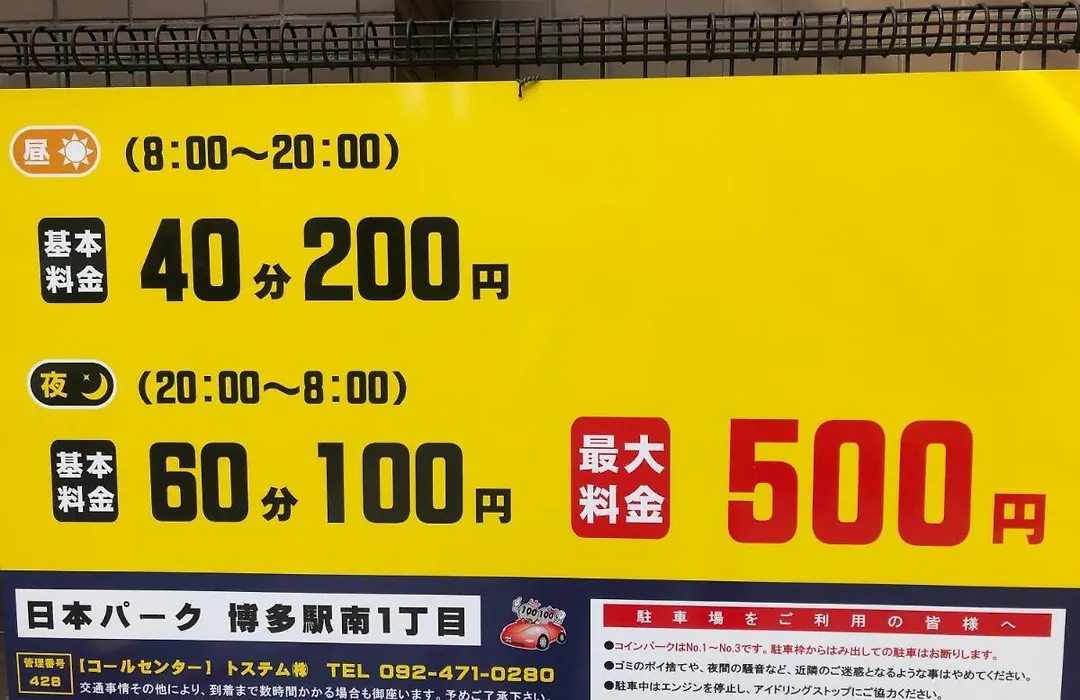 昼 (8:00～20:00)
基本料金 40分200円
夜 (20:00～8:00)
基本料金 60分100円 最大料金 500円
日本パーク 博多駅南1丁目
100 100
管理番号 428 【コールセンター】トステム㈱ TEL 092-471-0280
交通事情その他により、到着まで数時間かかる場合も御座います。予めご了承下さい。
駐車場をご利用の皆様へ
●コインパークはNo.1～No.3です。駐車枠からはみ出しての駐車はお断りします。
●ゴミのポイ捨てや、夜間の騒音など、近隣のご迷惑となるような事はやめてください。
●駐車中はエンジンを停止し、アイドリングストップにご協力ください。